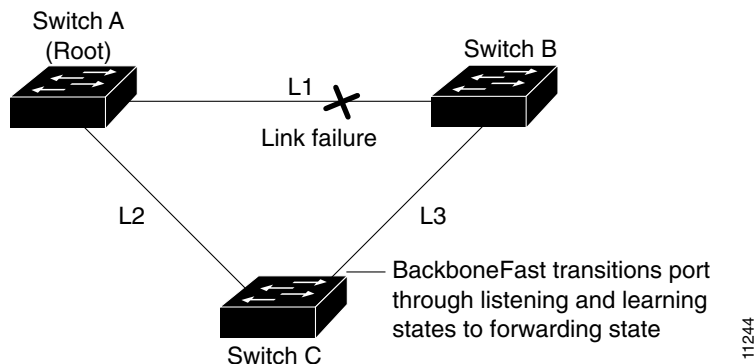 Switch A
(Root)
Switch B
L1
Link failure
L2
L3
BackboneFast transitions port
through listening and learning
states to forwarding state
Switch C
11244